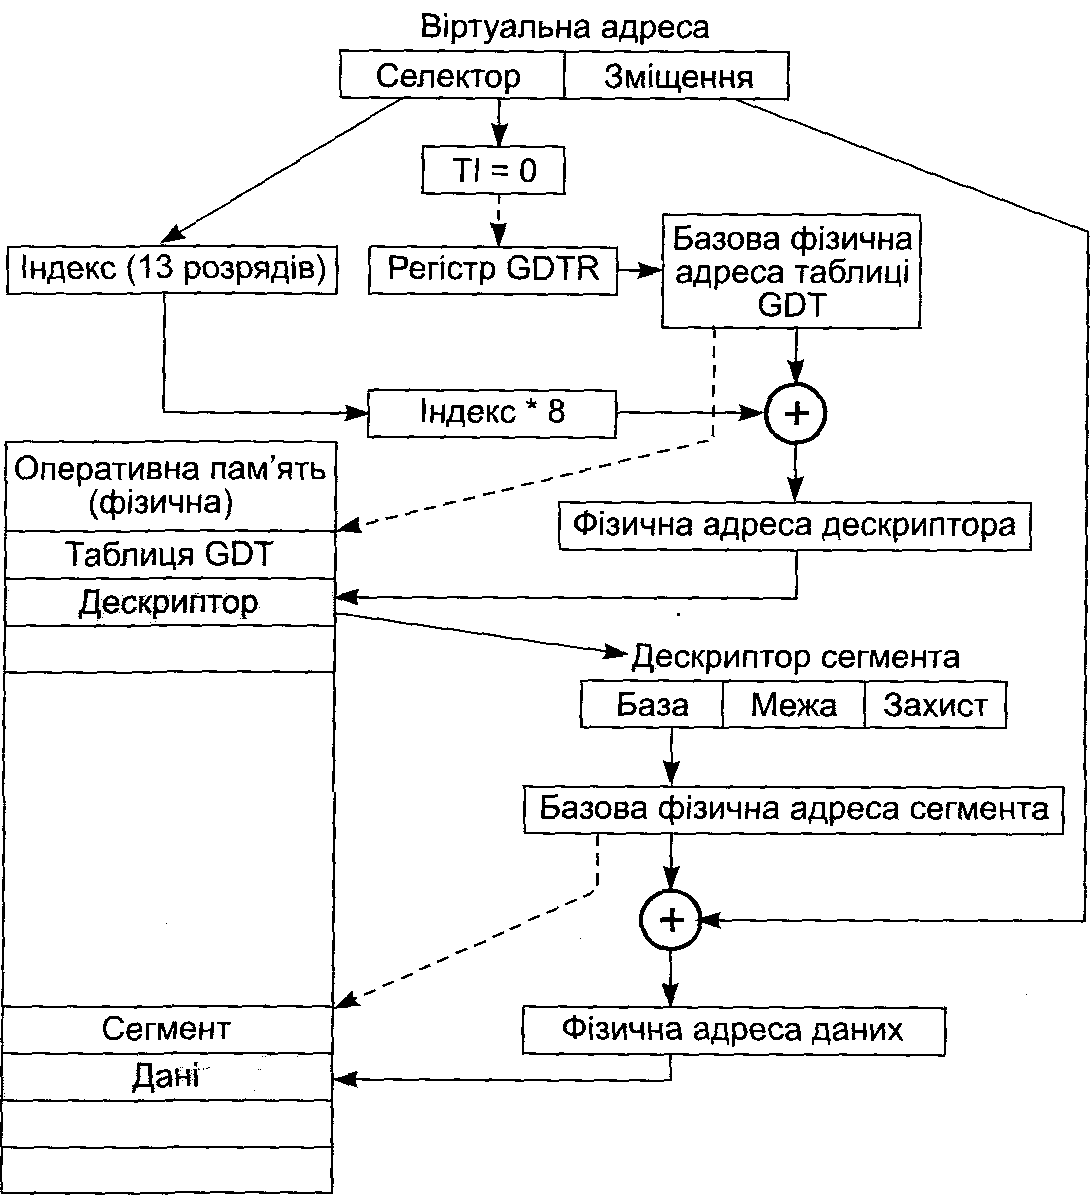 Віртуальна адреса
Селектор
Зміщення
TI = 0
Індекс (13 розрядів)
Регістр GDTR
Базова фізична
адреса таблиці
GDT
Індекс * 8
+
Оперативна пам'ять
(фізична)
Фізична адреса дескриптора
Таблиця GDT
Дескриптор
Дескриптор сегмента
База
Межа
Захист
Базова фізична адреса сегмента
+
Сегмент
Фізична адреса даних
Дані